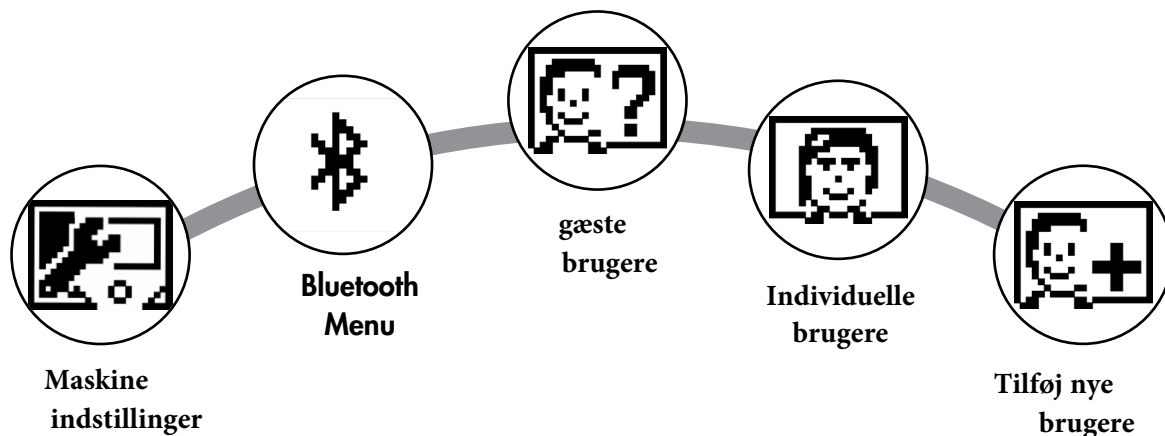 Maskine
indstillinger
Bluetooth
Menu
gæste
brugere
Individuelle
brugere
Tilføj nye
brugere